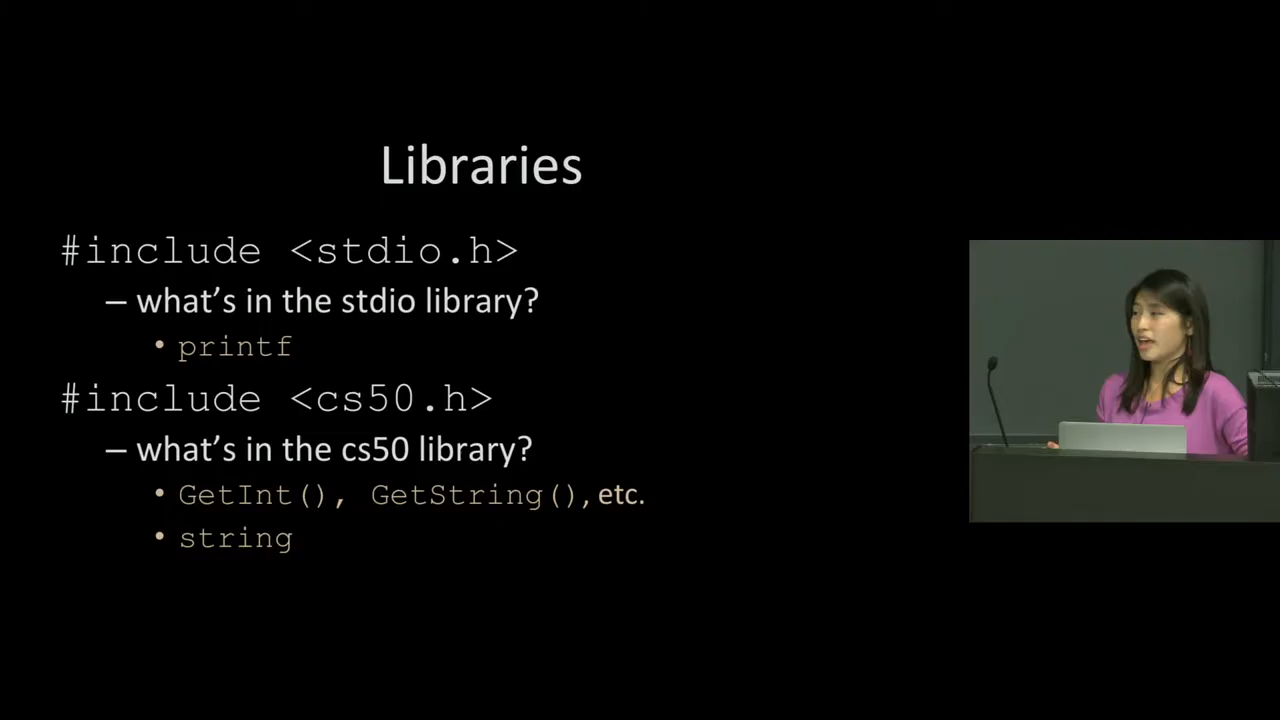 Libraries
#include <stdio.h>
– what's in the stdio library?
• printf
#include <cs50.h>
– what's in the cs50 library?
• GetInt(), GetString(), etc.
• string